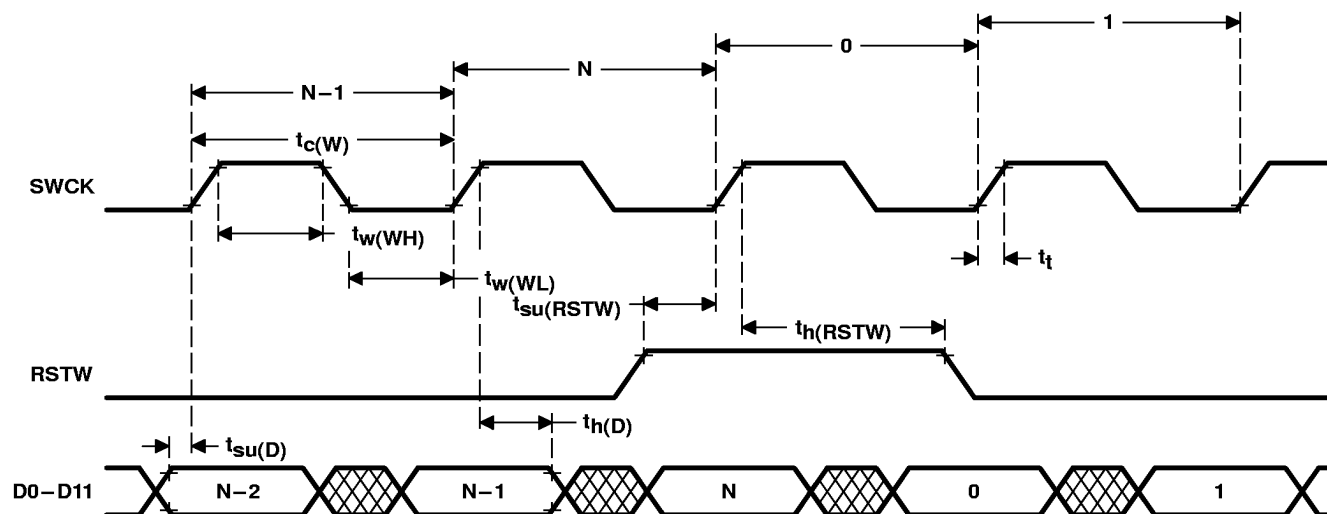 1
0
N
N–1
tc(W)
SWCK
tw(WH)
tt
tw(WL)
tsu(RSTW)
th(RSTW)
RSTW
th(D)
tsu(D)
D0–D11 N-2 N-1 N 0 1